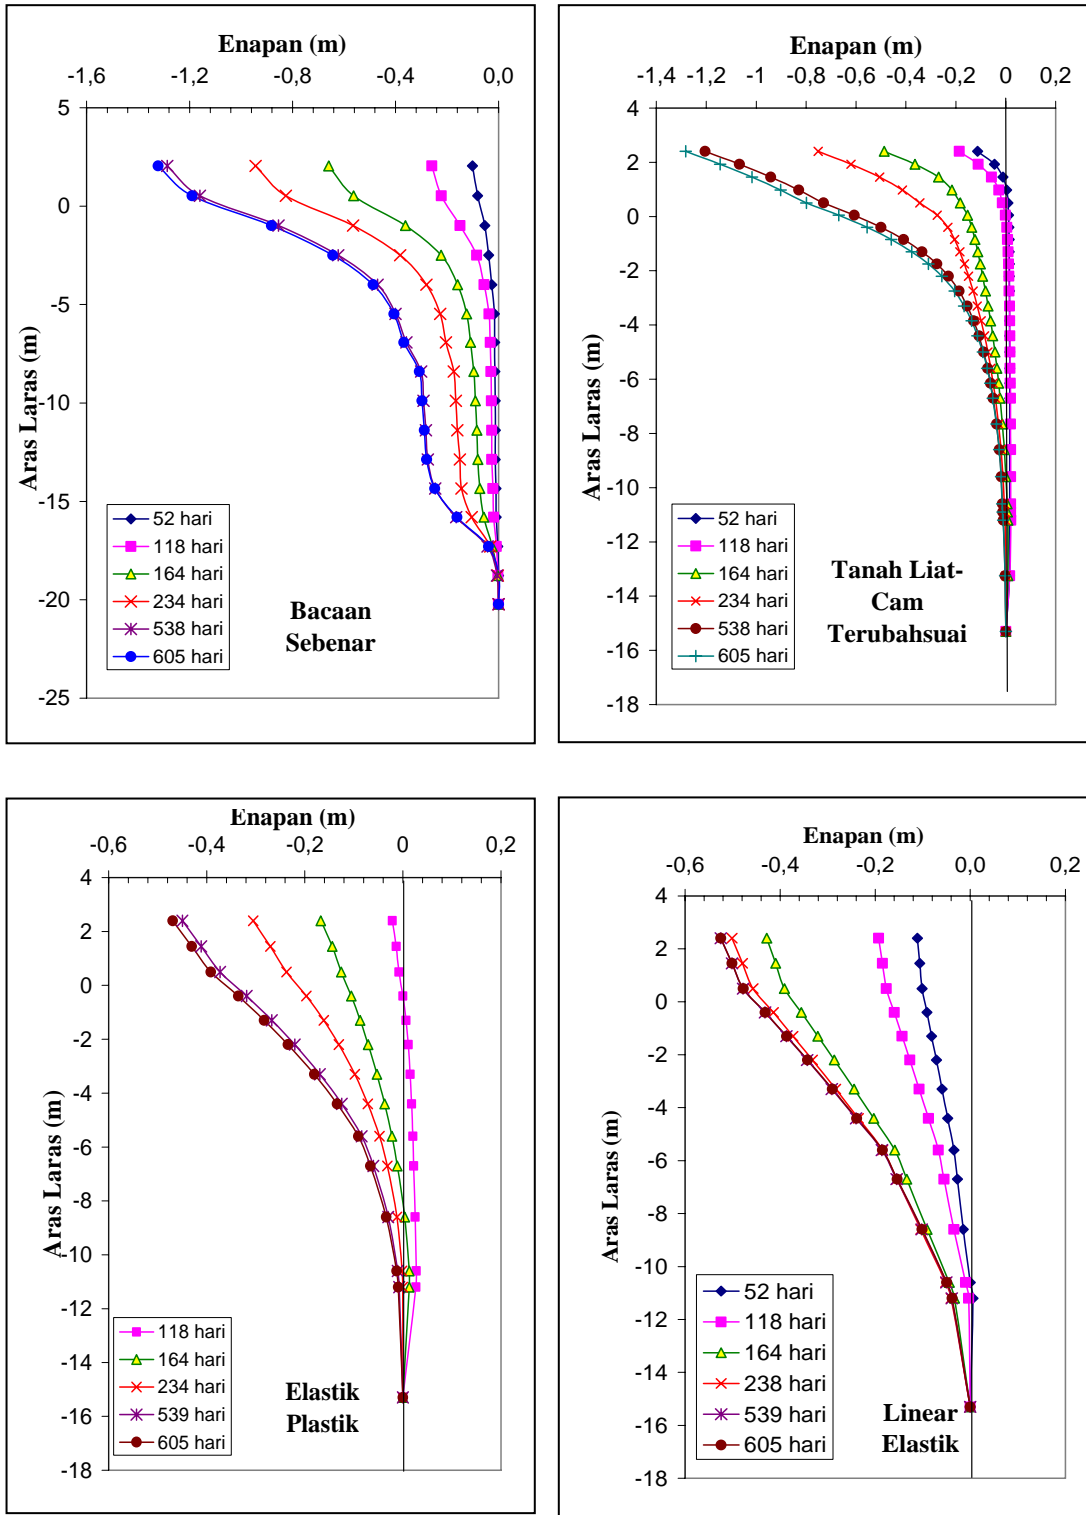 Enapan (m)
-1,6 -1,2 -0,8 -0,4 0,0
5
0
-5
-10
-15
-20
-25
Aras Laras (m)
52 hari
118 hari
164 hari
234 hari
538 hari
605 hari
Bacaan
Sebenar
Enapan (m)
-1,4 -1,2 -1 -0,8 -0,6 -0,4 -0,2 0 0,2
4
2
0
-2
-4
-6
-8
-10
-12
-14
-16
-18
Aras Laras (m)
52 hari
118 hari
164 hari
234 hari
538 hari
605 hari
Tanah Liat-
Cam
Terubahsuai
Enapan (m)
-0,6 -0,4 -0,2 0 0,2
4
2
0
-2
-4
-6
-8
-10
-12
-14
-16
-18
Aras Laras (m)
118 hari
164 hari
234 hari
539 hari
605 hari
Elastik
Plastik
Enapan (m)
-0,6 -0,4 -0,2 0,0 0,2
4
2
0
-2
-4
-6
-8
-10
-12
-14
-16
-18
Aras Laras (m)
52 hari
118 hari
164 hari
238 hari
539 hari
605 hari
Linear
Elastik